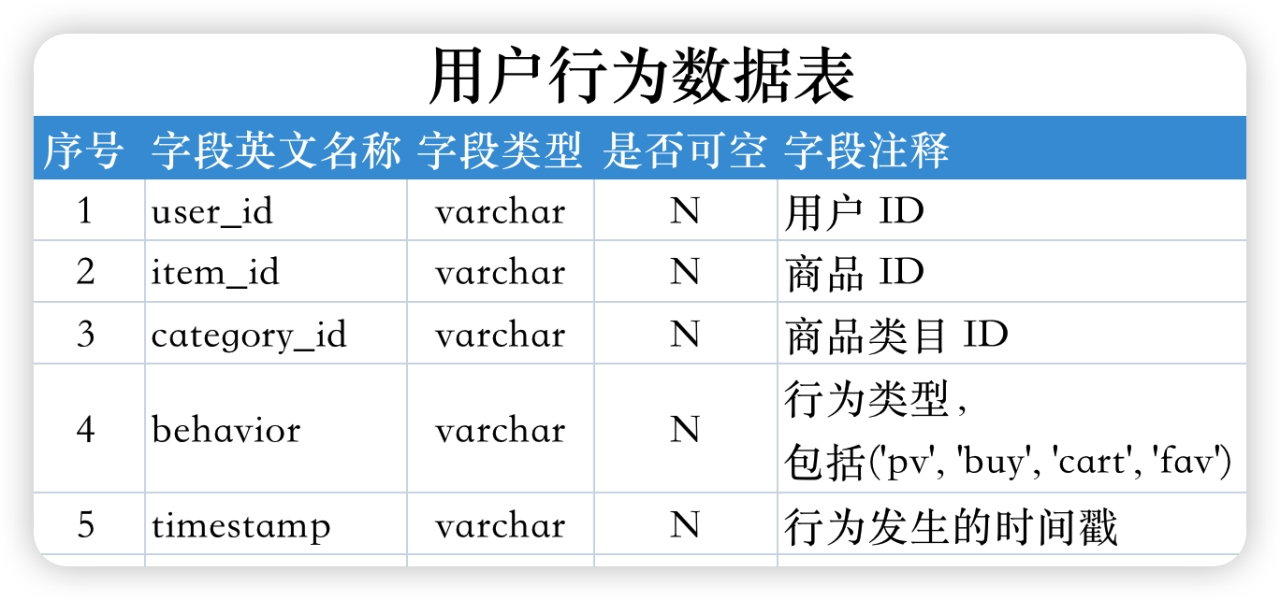 用户行为数据表
序号 字段英文名称 字段类型 是否可空 字段注释
1 user_id varchar N 用户 ID
2 item_id varchar N 商品 ID
3 category_id varchar N 商品类目 ID
4 behavior varchar N 行为类型,
包括('pv', 'buy', 'cart', 'fav')
5 timestamp varchar N 行为发生的时间戳